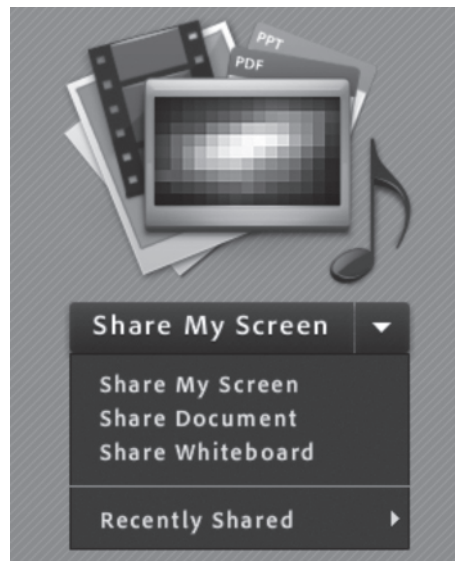 PPT
PDF
Share My Screen
Share My Screen
Share Document
Share Whiteboard
Recently Shared